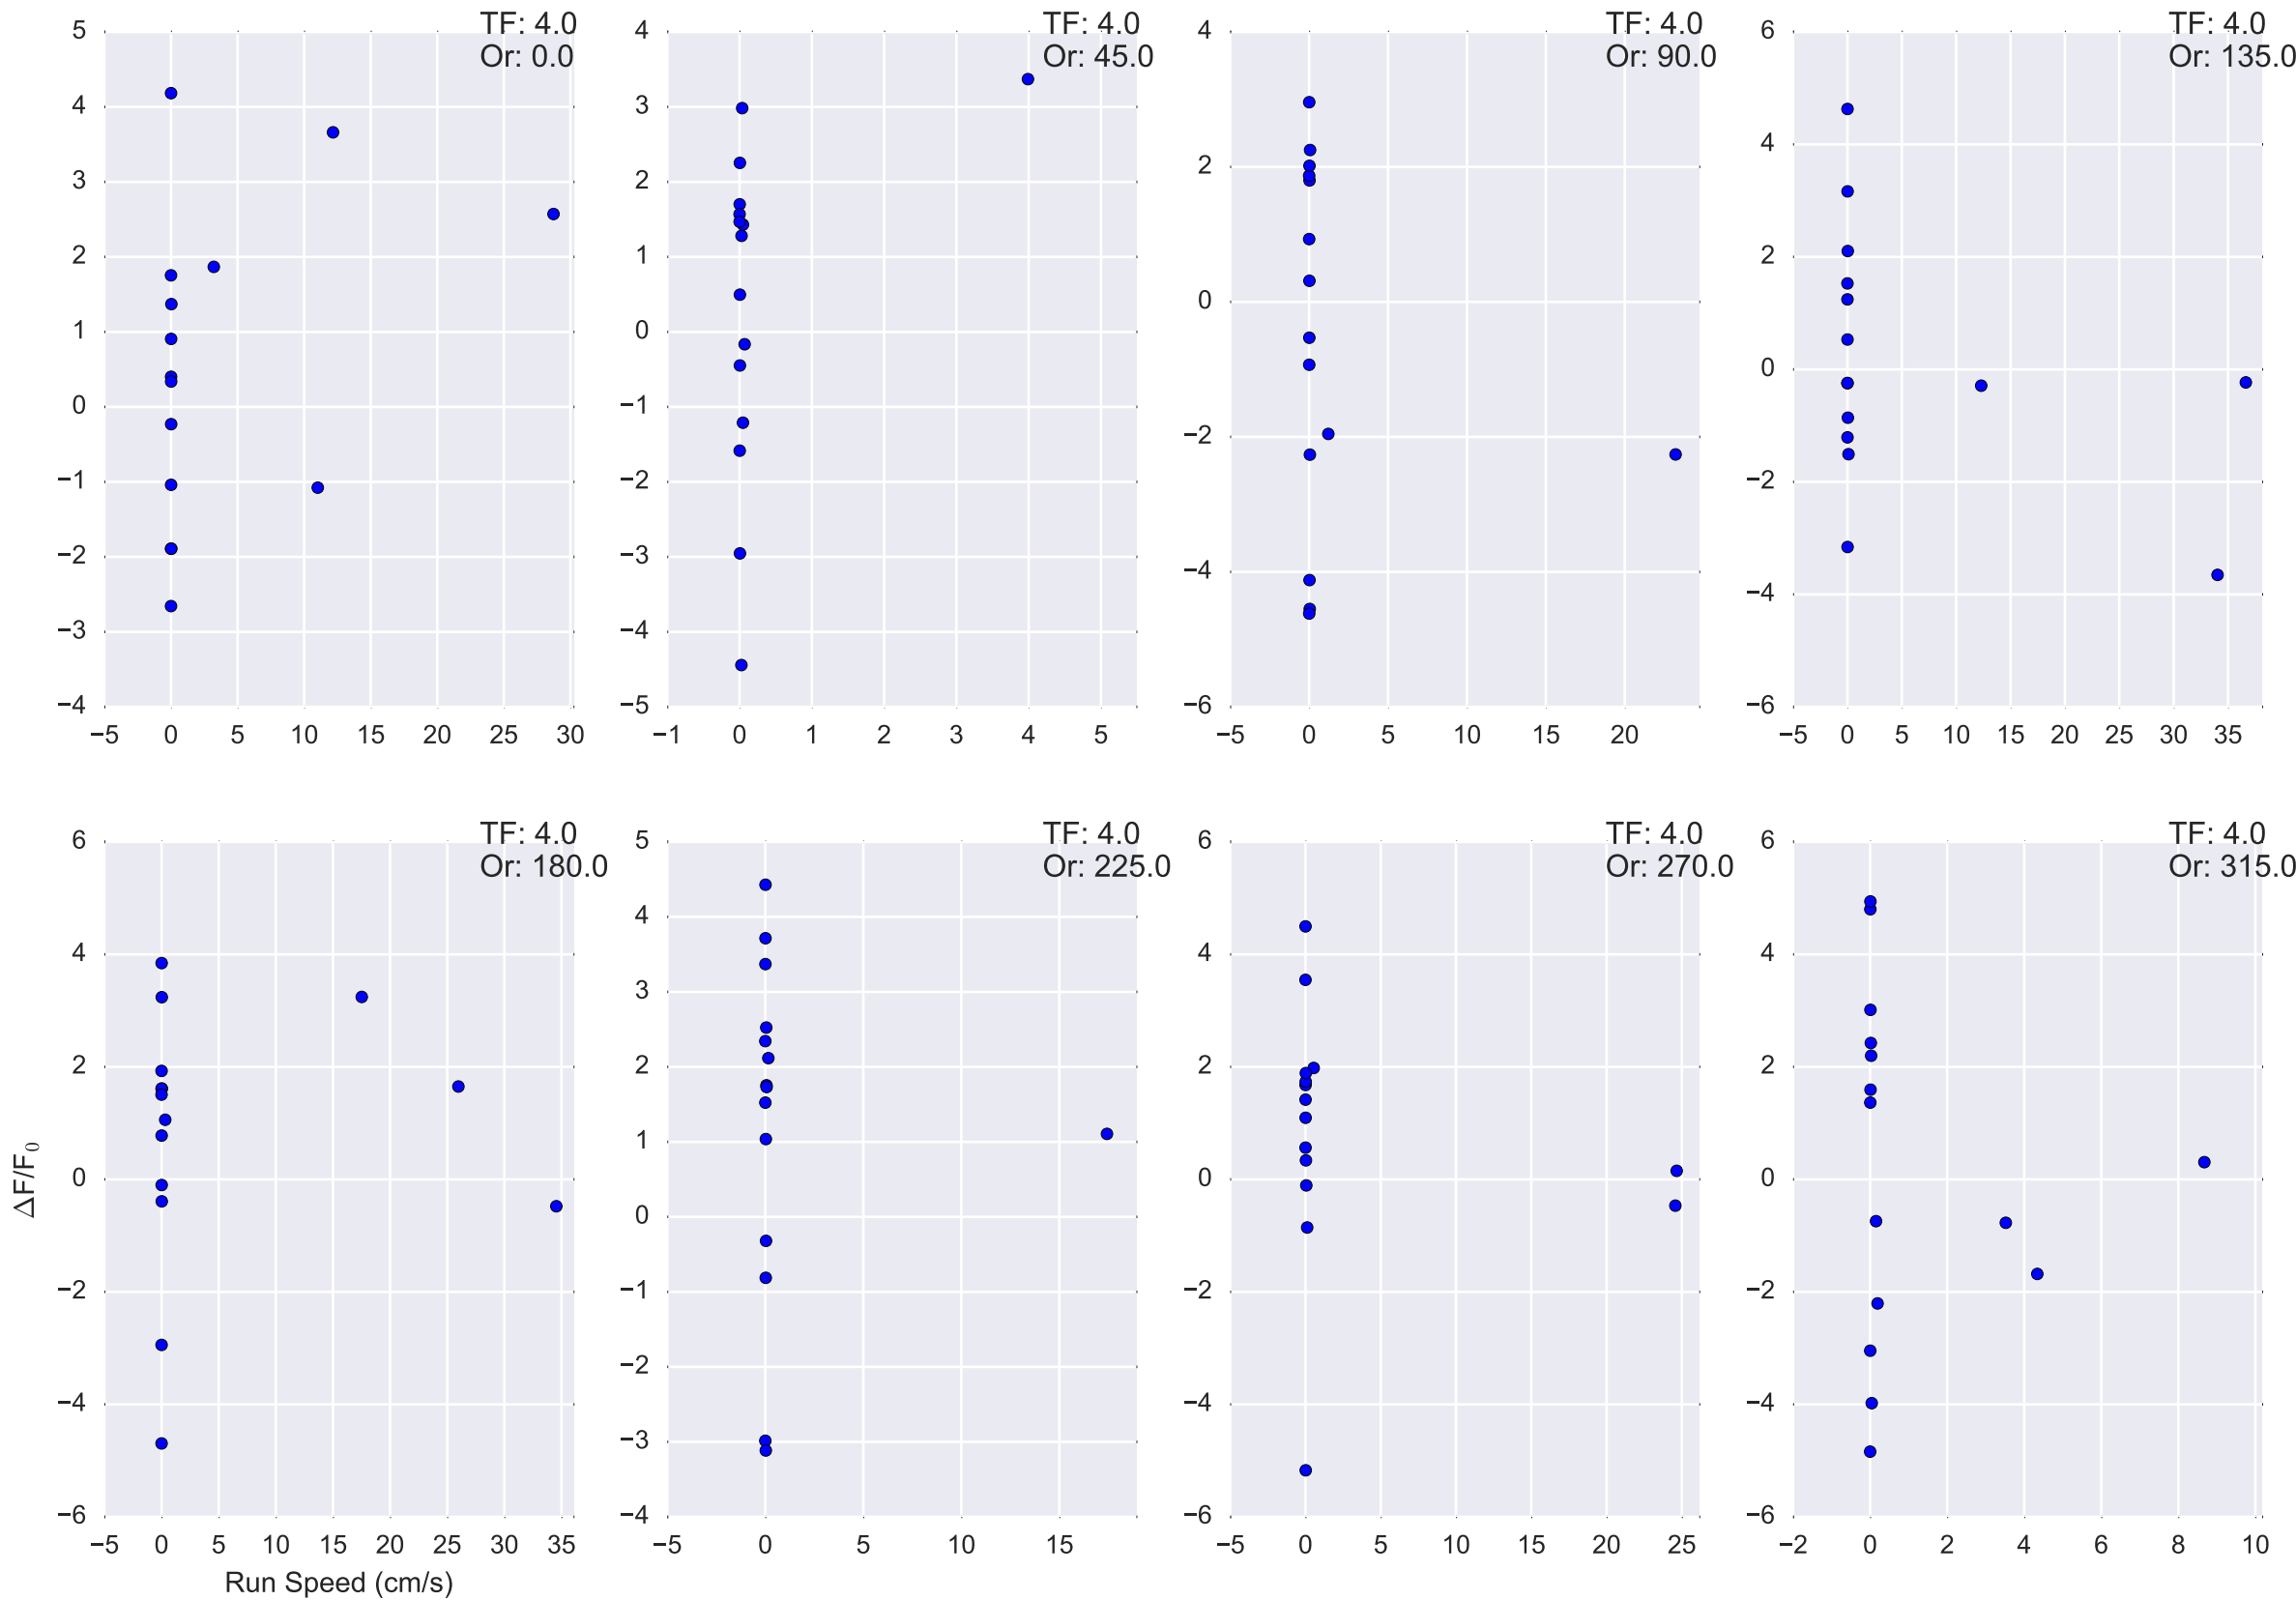 TF: 4.0
Or: 0.0
5
4
3
2
1
0
−1
−2
−3
−4
−5 0 5 10 15 20 25 30
TF: 4.0
Or: 45.0
4
3
2
1
0
−1
−2
−3
−4
−5
−1 0 1 2 3 4 5
TF: 4.0
Or: 90.0
4
2
0
−2
−4
−6
−5 0 5 10 15 20
TF: 4.0
Or: 135.0
6
4
2
0
−2
−4
−6
−5 0 5 10 15 20 25 30 35
TF: 4.0
Or: 180.0
6
4
2
0
−2
−4
−6
−5 0 5 10 15 20 25 30 35
Run Speed (cm/s)
ΔF/F₀
TF: 4.0
Or: 225.0
5
4
3
2
1
0
−1
−2
−3
−4
−5 0 5 10 15
TF: 4.0
Or: 270.0
6
4
2
0
−2
−4
−6
−5 0 5 10 15 20 25
TF: 4.0
Or: 315.0
6
4
2
0
−2
−4
−6
−2 0 2 4 6 8 10